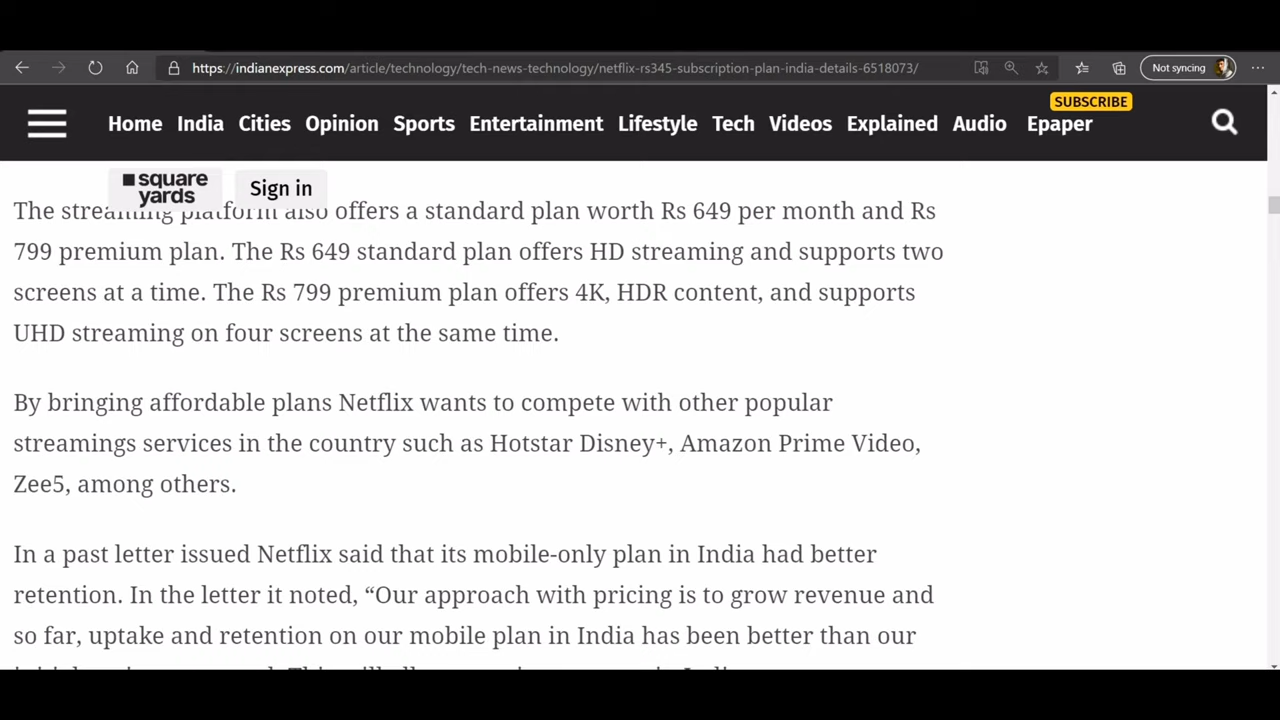 https://indianexpress.com/article/technology/tech-news-technology/netflix-rs345-subscription-plan-india-details-6518073/
Not syncing
SUBSCRIBE
Home India Cities Opinion Sports Entertainment Lifestyle Tech Videos Explained Audio Epaper
square yards
Sign in
The streaming platform also offers a standard plan worth Rs 649 per month and Rs
799 premium plan. The Rs 649 standard plan offers HD streaming and supports two
screens at a time. The Rs 799 premium plan offers 4K, HDR content, and supports
UHD streaming on four screens at the same time.
By bringing affordable plans Netflix wants to compete with other popular
streamings services in the country such as Hotstar Disney+, Amazon Prime Video,
Zee5, among others.
In a past letter issued Netflix said that its mobile-only plan in India had better
retention. In the letter it noted, “Our approach with pricing is to grow revenue and
so far, uptake and retention on our mobile plan in India has been better than our